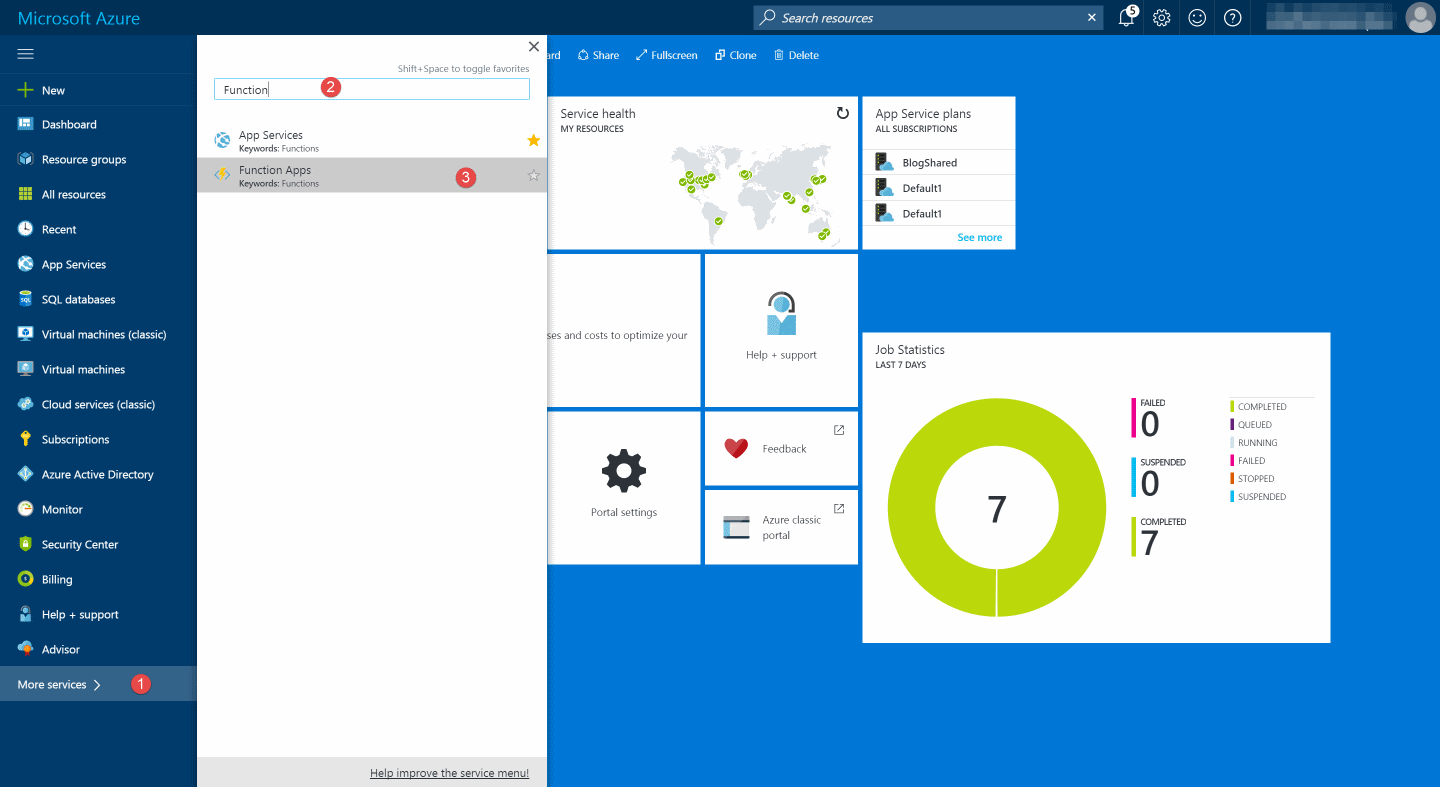 Microsoft Azure
Search resources
5
New
Dashboard
Resource groups
All resources
Recent
App Services
SQL databases
Virtual machines (classic)
Virtual machines
Cloud services (classic)
Subscriptions
Azure Active Directory
Monitor
Security Center
Billing
Help + support
Advisor
More services
1
Shift+Space to toggle favorites
Function
2
App Services
Keywords: Functions
Function Apps
Keywords: Functions
3
Help improve the service menu!
Share
Fullscreen
Clone
Delete
Service health
MY RESOURCES
and costs to optimize your
Help + support
Portal settings
Feedback
Azure classic
portal
App Service plans
ALL SUBSCRIPTIONS
BlogShared
Default1
Default1
See more
Job Statistics
LAST 7 DAYS
7
FAILED
0
SUSPENDED
0
COMPLETED
7
COMPLETED
QUEUED
RUNNING
FAILED
STOPPED
SUSPENDED